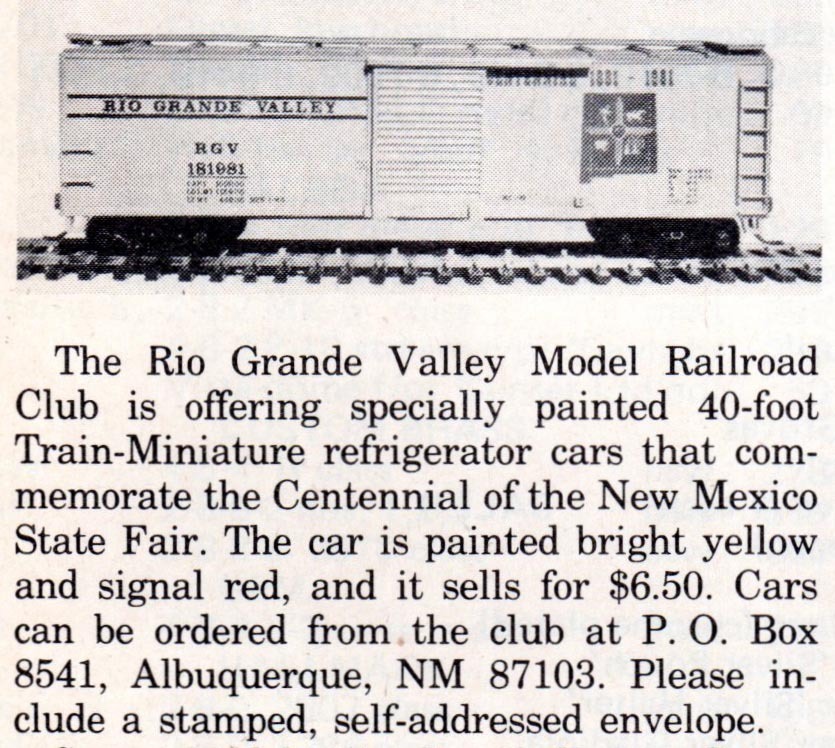 CENTENNIAL 1881 - 1981
RIO GRANDE VALLEY
RGV
181981
The Rio Grande Valley Model Railroad
Club is offering specially painted 40-foot
Train-Miniature refrigerator cars that com-
memorate the Centennial of the New Mexico
State Fair. The car is painted bright yellow
and signal red, and it sells for $6.50. Cars
can be ordered from the club at P O. Box
8541, Albuquerque, NM 87103. Please in-
clude a stamped, self-addressed envelope.